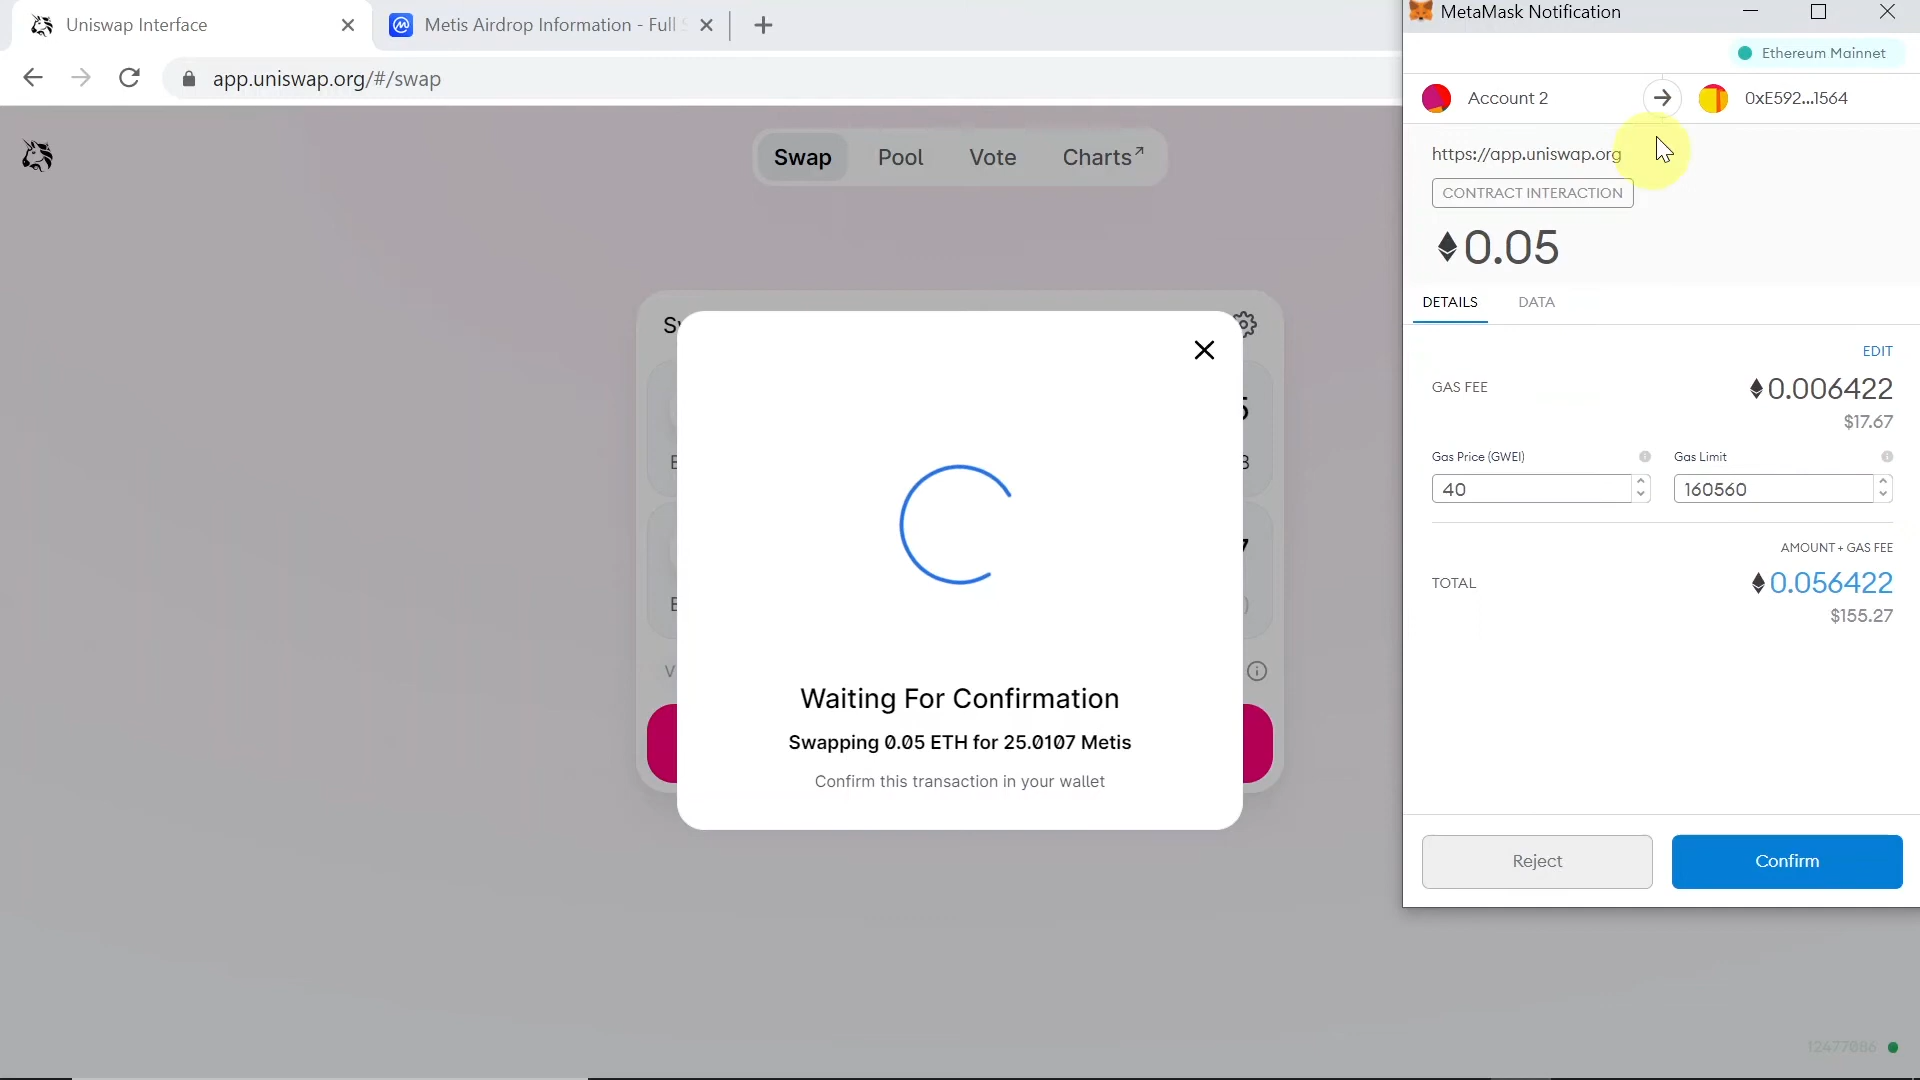 Uniswap Interface
Metis Airdrop Information - Full
app.uniswap.org/#/swap
Swap
Pool
Vote
Charts↗
Waiting For Confirmation
Swapping 0.05 ETH for 25.0107 Metis
Confirm this transaction in your wallet
12477086
MetaMask Notification
Ethereum Mainnet
Account 2
0xE592...1564
https://app.uniswap.org
CONTRACT INTERACTION
0.05
DETAILS
DATA
EDIT
GAS FEE
0.006422
$17.67
Gas Price (GWEI)
Gas Limit
40
160560
AMOUNT + GAS FEE
TOTAL
0.056422
$155.27
Reject
Confirm